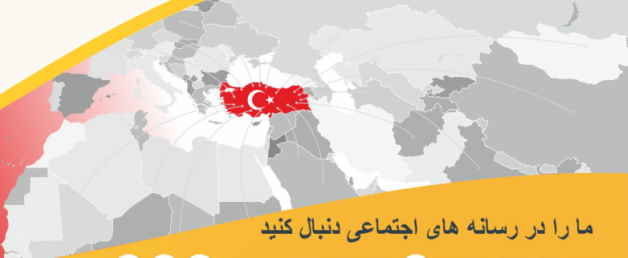 ما را در رسانه های اجتماعی دنبال کنید